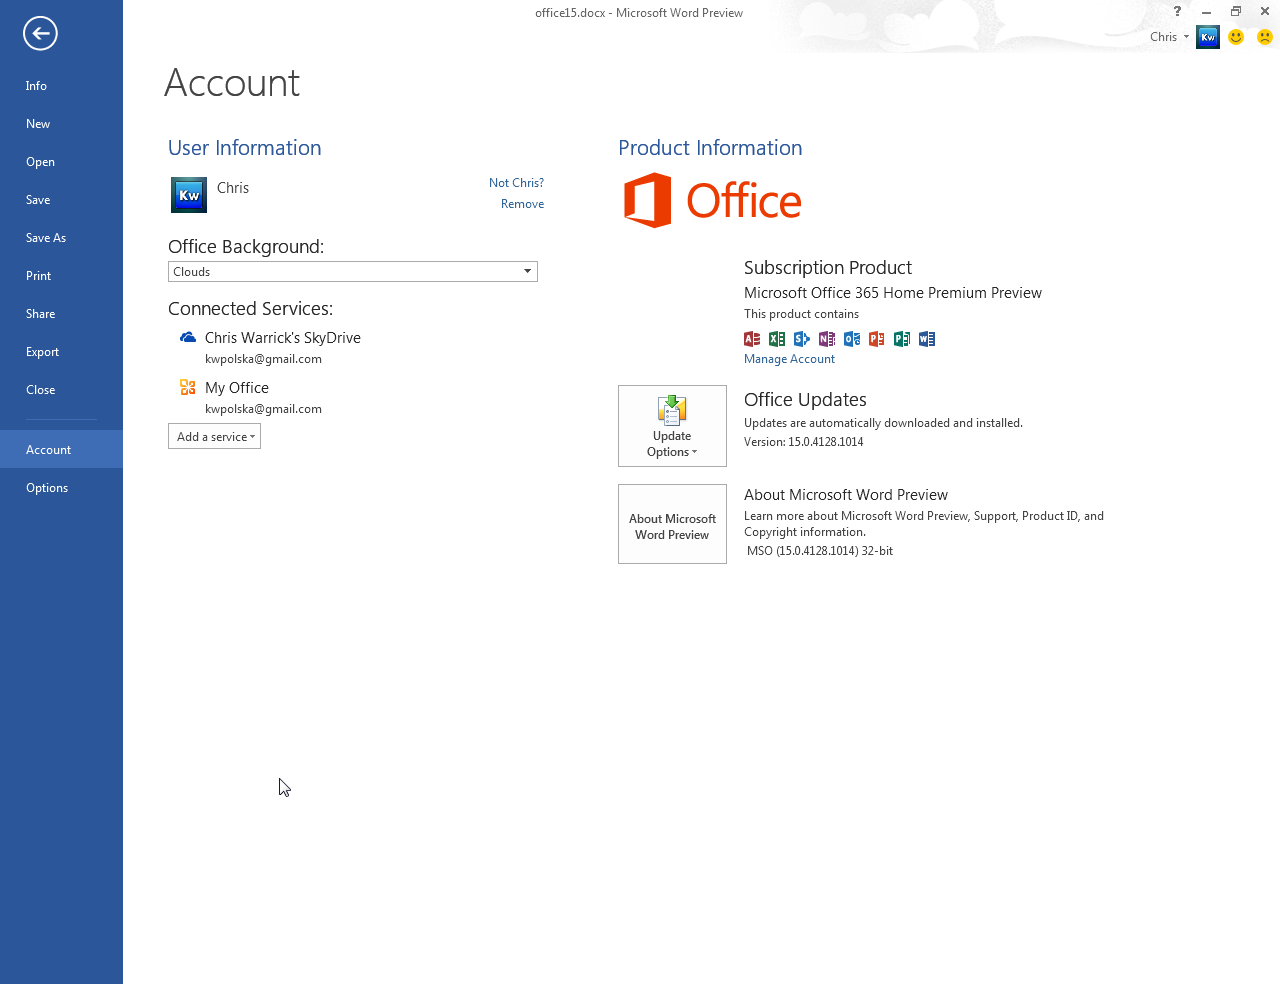 office15.docx - Microsoft Word Preview
?
Chris
Kw
Info
New
Open
Save
Save As
Print
Share
Export
Close
Account
Options
Account
User Information
Kw
Chris
Not Chris?
Remove
Office Background:
Clouds
Connected Services:
Chris Warrick's SkyDrive
kwpolska@gmail.com
My Office
kwpolska@gmail.com
Add a service
Product Information
Office
Subscription Product
Microsoft Office 365 Home Premium Preview
This product contains
Manage Account
Update
Options
Office Updates
Updates are automatically downloaded and installed.
Version: 15.0.4128.1014
About Microsoft
Word Preview
About Microsoft Word Preview
Learn more about Microsoft Word Preview, Support, Product ID, and
Copyright information.
MSO (15.0.4128.1014) 32-bit